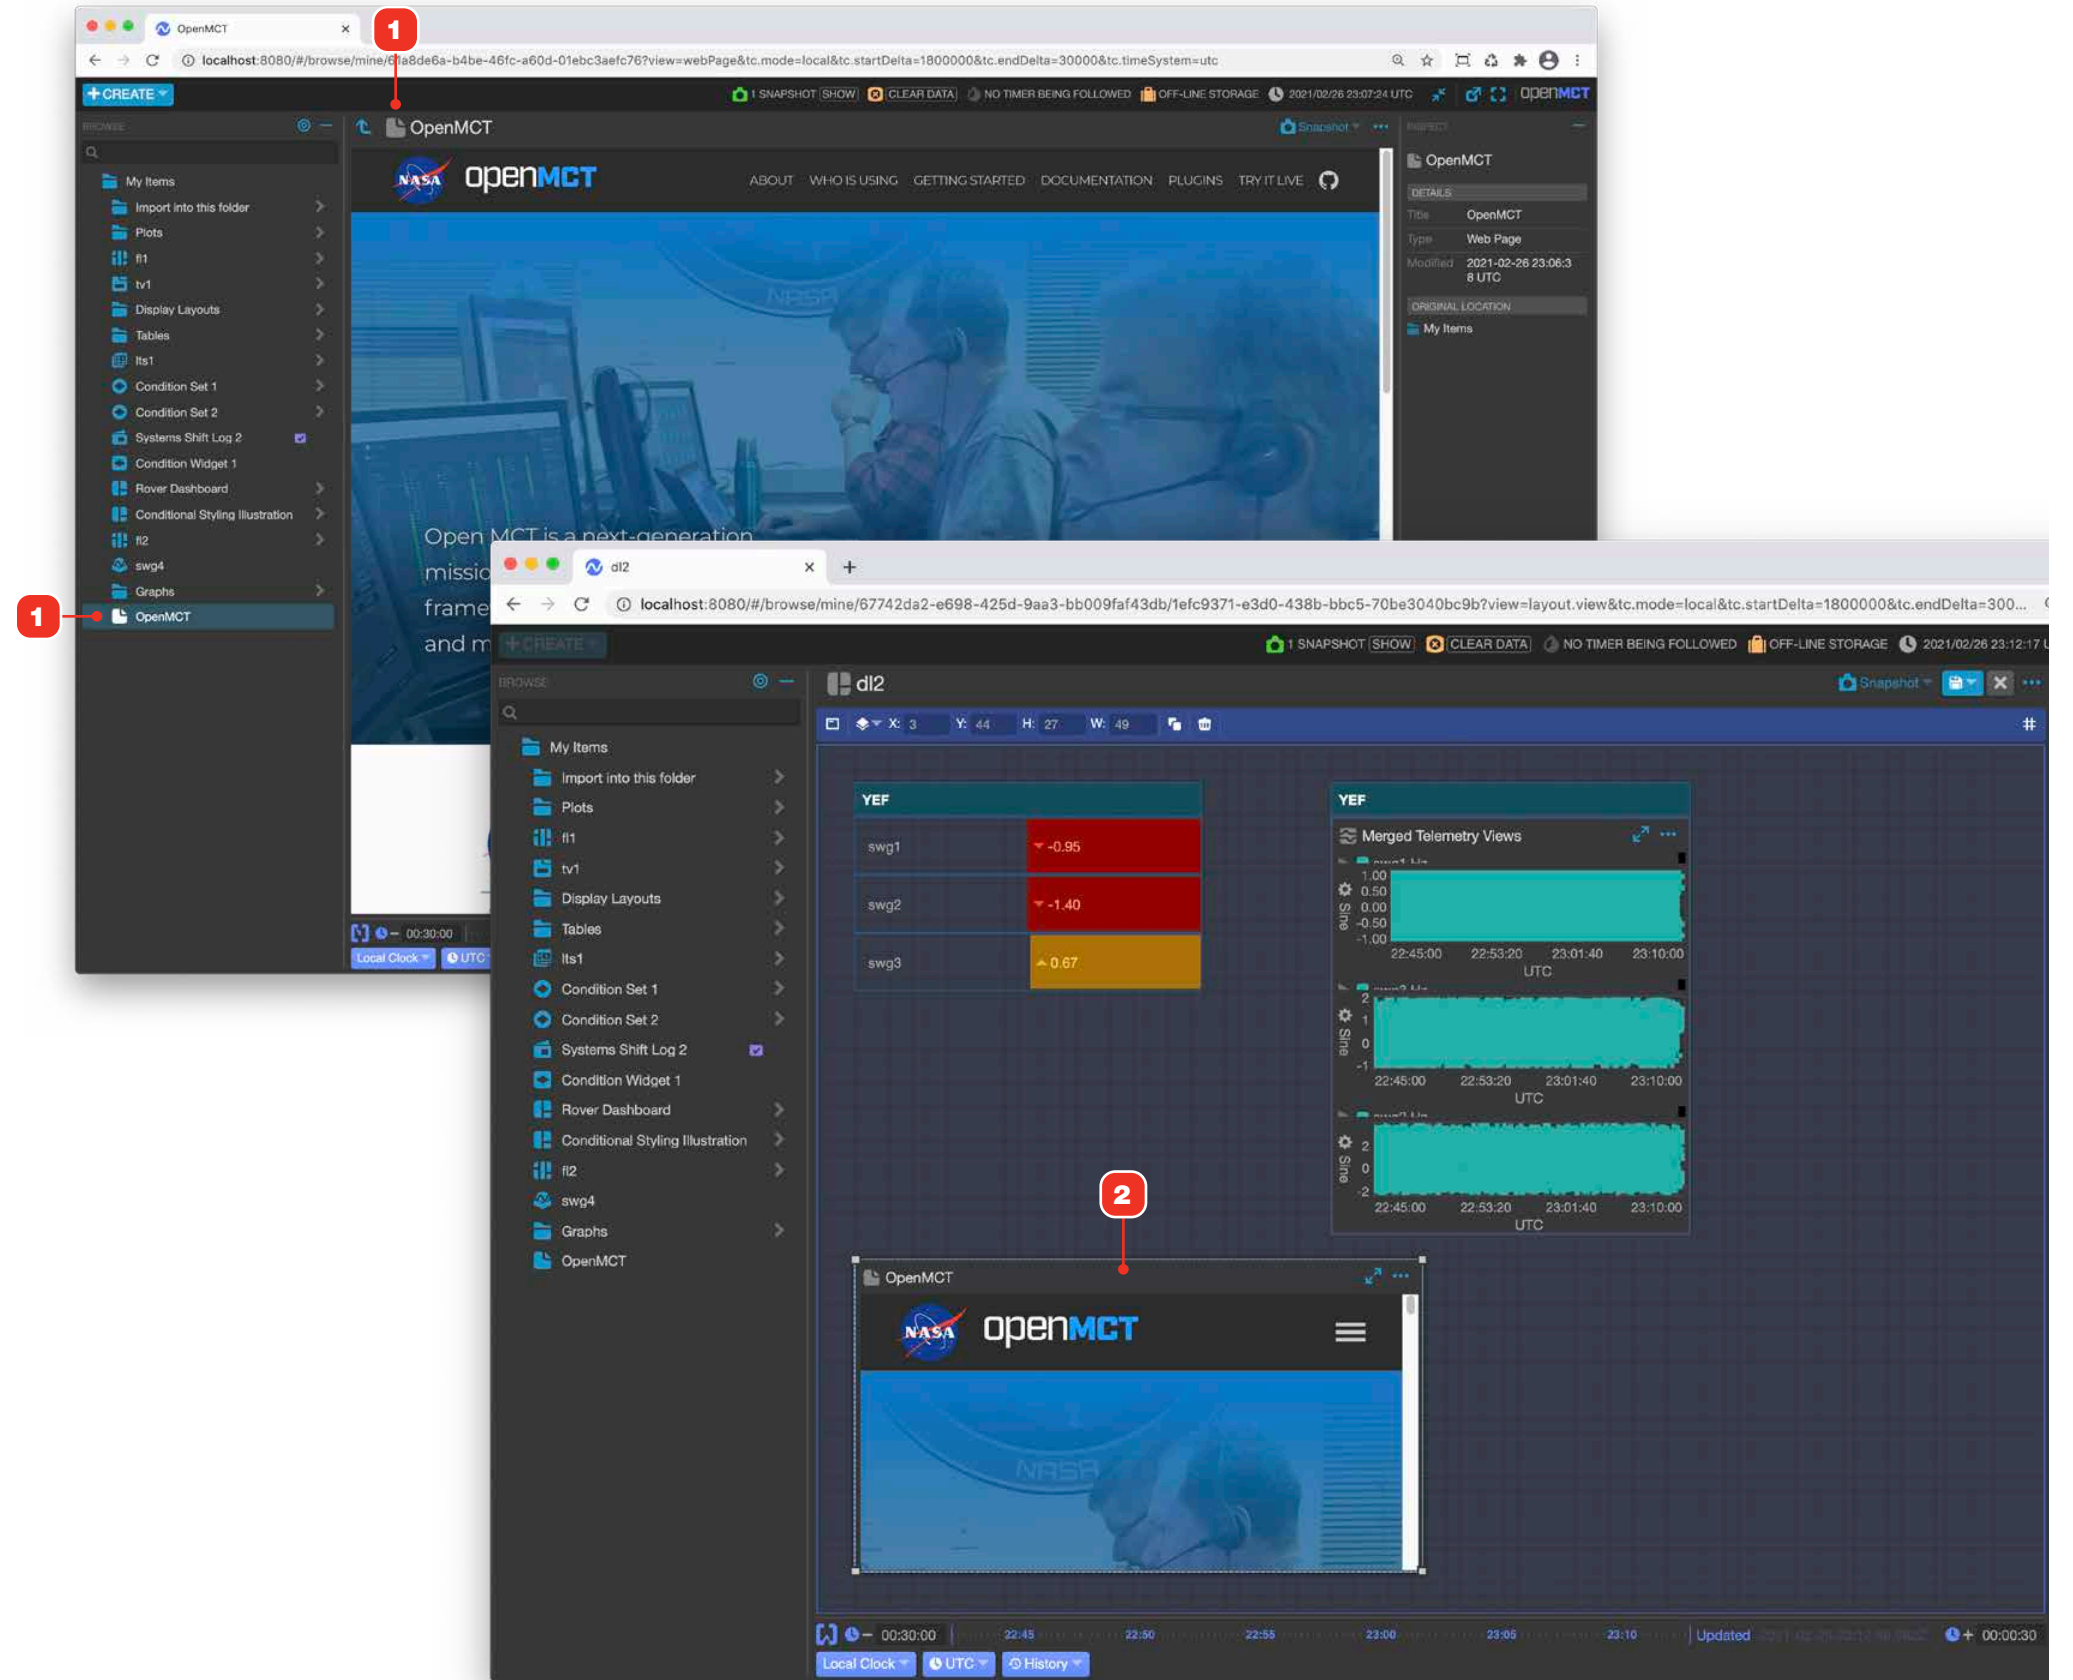 OpenMCT
1
localhost:8080/#/browse/mine/61a8de6a-b4be-46fc-a60d-01ebc3aefc76?view=webPage&tc.mode=local&tc.startDelta=1800000&tc.endDelta=30000&tc.timeSystem=utc
+CREATE
1 SNAPSHOT SHOW CLEAR DATA NO TIMER BEING FOLLOWED OFF-LINE STORAGE 2021/02/26 23:07:24 UTC openMCT
BROWSE
OpenMCT
Snapshot
INSPECT
My Items
Import into this folder
Plots
fl1
tv1
Display Layouts
Tables
lts1
Condition Set 1
Condition Set 2
Systems Shift Log 2
Condition Widget 1
Rover Dashboard
Conditional Styling Illustration
fl2
swg4
Graphs
1
OpenMCT
NASA openMCT
ABOUT WHO IS USING GETTING STARTED DOCUMENTATION PLUGINS TRY IT LIVE
NASA
Open MCT is a next-generation
missio
frame
and m
OpenMCT
DETAILS
Title OpenMCT
Type Web Page
Modified 2021-02-26 23:06:3
8 UTC
ORIGINAL LOCATION
My Items
00:30:00
Local Clock UTC
dl2
localhost:8080/#/browse/mine/67742da2-e698-425d-9aa3-bb009faf43db/1efc9371-e3d0-438b-bbc5-70be3040bc9b?view=layout.view&tc.mode=local&tc.startDelta=1800000&tc.endDelta=300...
+CREATE
1 SNAPSHOT SHOW CLEAR DATA NO TIMER BEING FOLLOWED OFF-LINE STORAGE 2021/02/26 23:12:17 U
BROWSE
dl2
Snapshot
X: 3 Y: 44 H: 27 W: 49
My Items
Import into this folder
Plots
fl1
tv1
Display Layouts
Tables
lts1
Condition Set 1
Condition Set 2
Systems Shift Log 2
Condition Widget 1
Rover Dashboard
Conditional Styling Illustration
fl2
swg4
Graphs
OpenMCT
YEF
swg1 -0.95
swg2 -1.40
swg3 0.67
YEF
Merged Telemetry Views
1.00
0.50
0.00
-0.50
-1.00
Sine
22:45:00 22:53:20 23:01:40 23:10:00
UTC
2
1
0
-1
Sine
22:45:00 22:53:20 23:01:40 23:10:00
UTC
2
0
-2
Sine
22:45:00 22:53:20 23:01:40 23:10:00
UTC
2
OpenMCT
NASA openMCT
NASA
00:30:00 22:45 22:50 22:55 23:00 23:05 23:10 Updated + 00:00:30
Local Clock UTC History